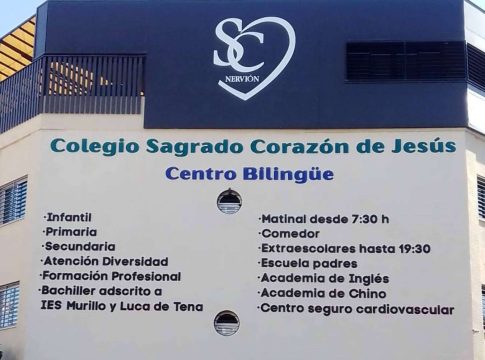 SC
NERVIÓN
Colegio Sagrado Corazón de Jesús
Centro Bilingüe
·Infantil
·Primaria
·Secundaria
·Atención Diversidad
·Formación Profesional
·Bachiller adscrito a
IES Murillo y Luca de Tena
·Matinal desde 7:30 h
·Comedor
·Extraescolares hasta 19:30
·Escuela padres
·Academia de Inglés
·Academia de Chino
·Centro seguro cardiovascular